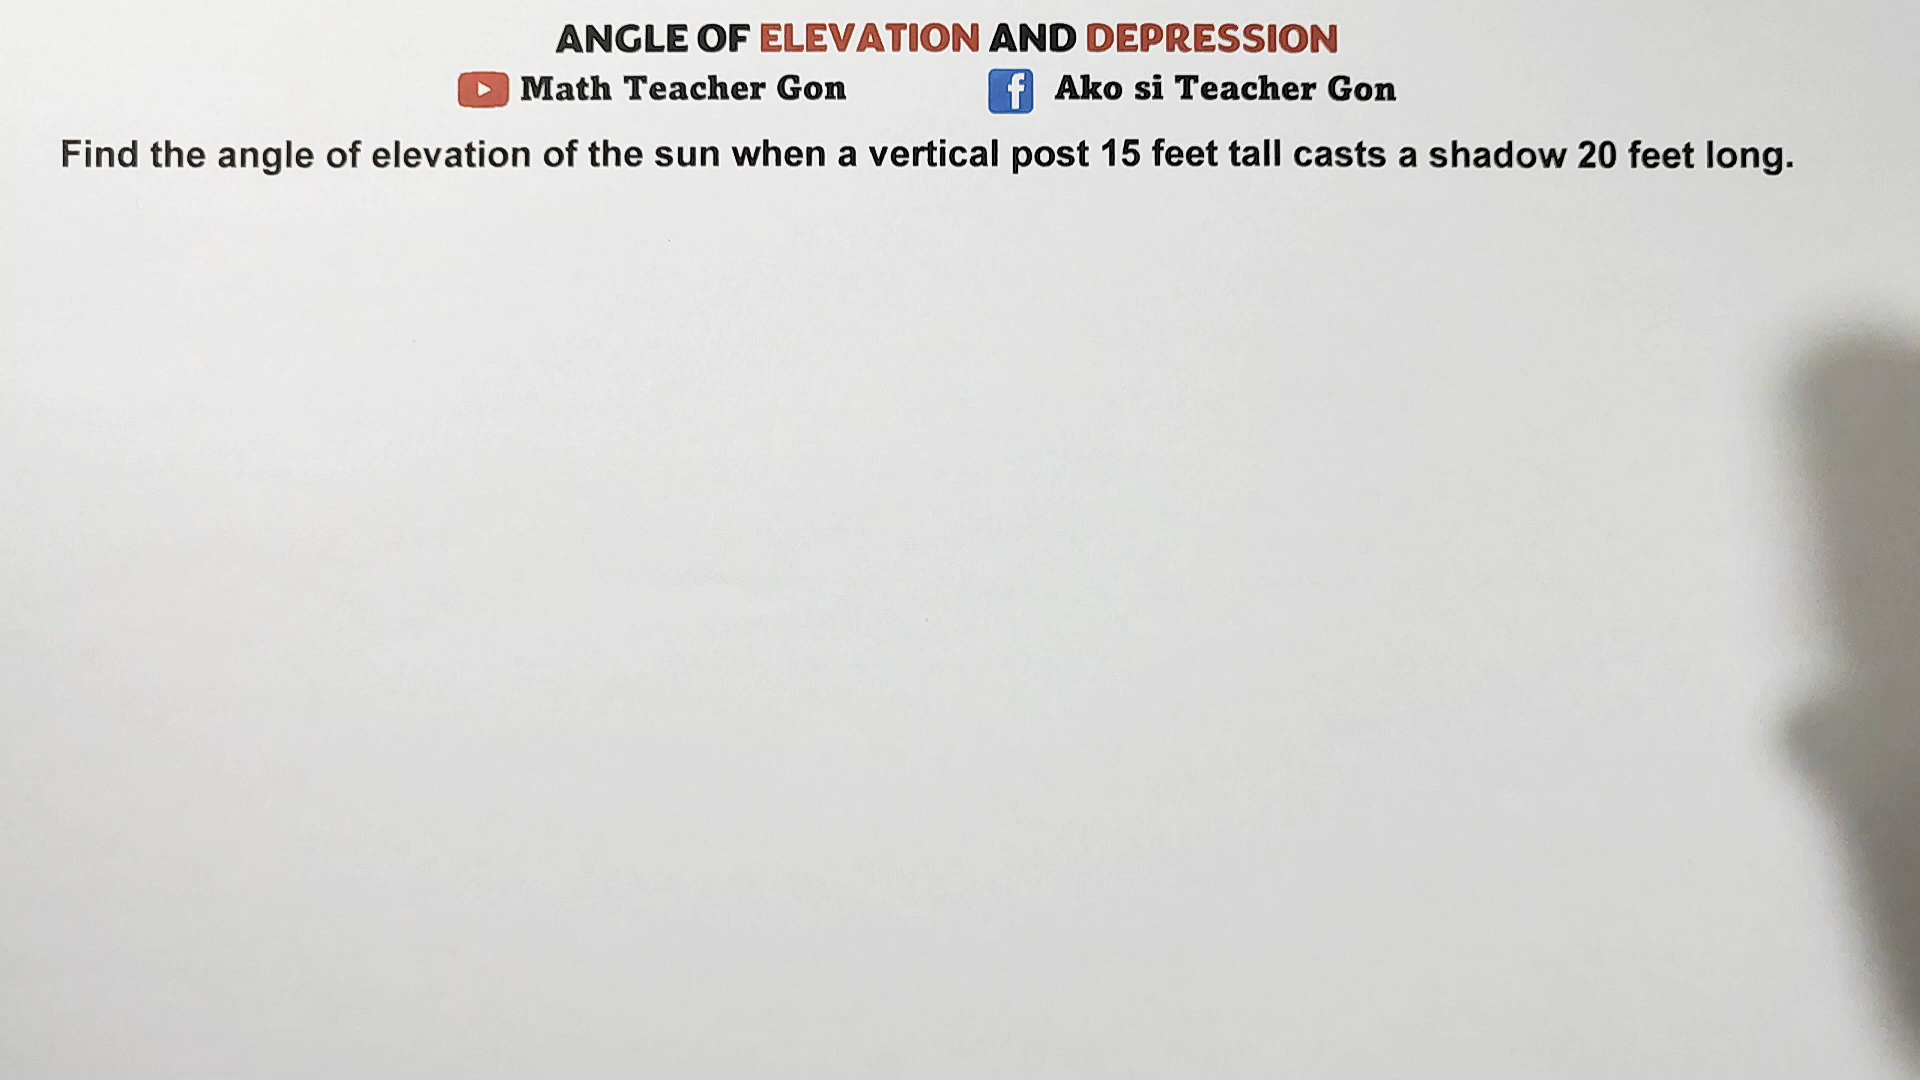 ANGLE OF ELEVATION AND DEPRESSION
Math Teacher Gon
Ako si Teacher Gon
Find the angle of elevation of the sun when a vertical post 15 feet tall casts a shadow 20 feet long.